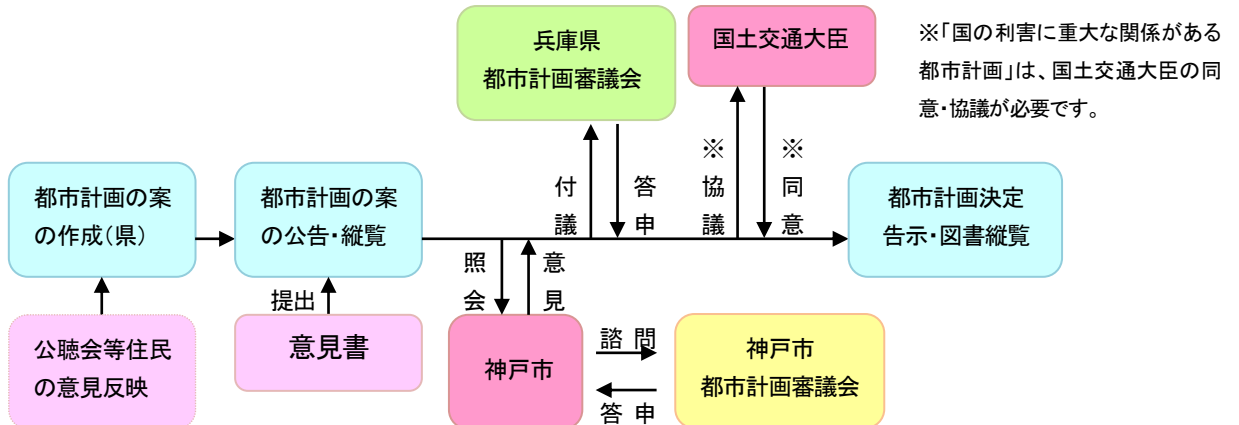 兵庫県
都市計画審議会
国土交通大臣
※「国の利害に重大な関係がある
都市計画」は、国土交通大臣の同
意・協議が必要です。
都市計画の案
の作成(県)
都市計画の案
の公告・縦覧
付議
答申
※協議
※同意
都市計画決定
告示・図書縦覧
照会
意見
提出
公聴会等住民
の意見反映
意見書
神戸市
諮問
答申
神戸市
都市計画審議会